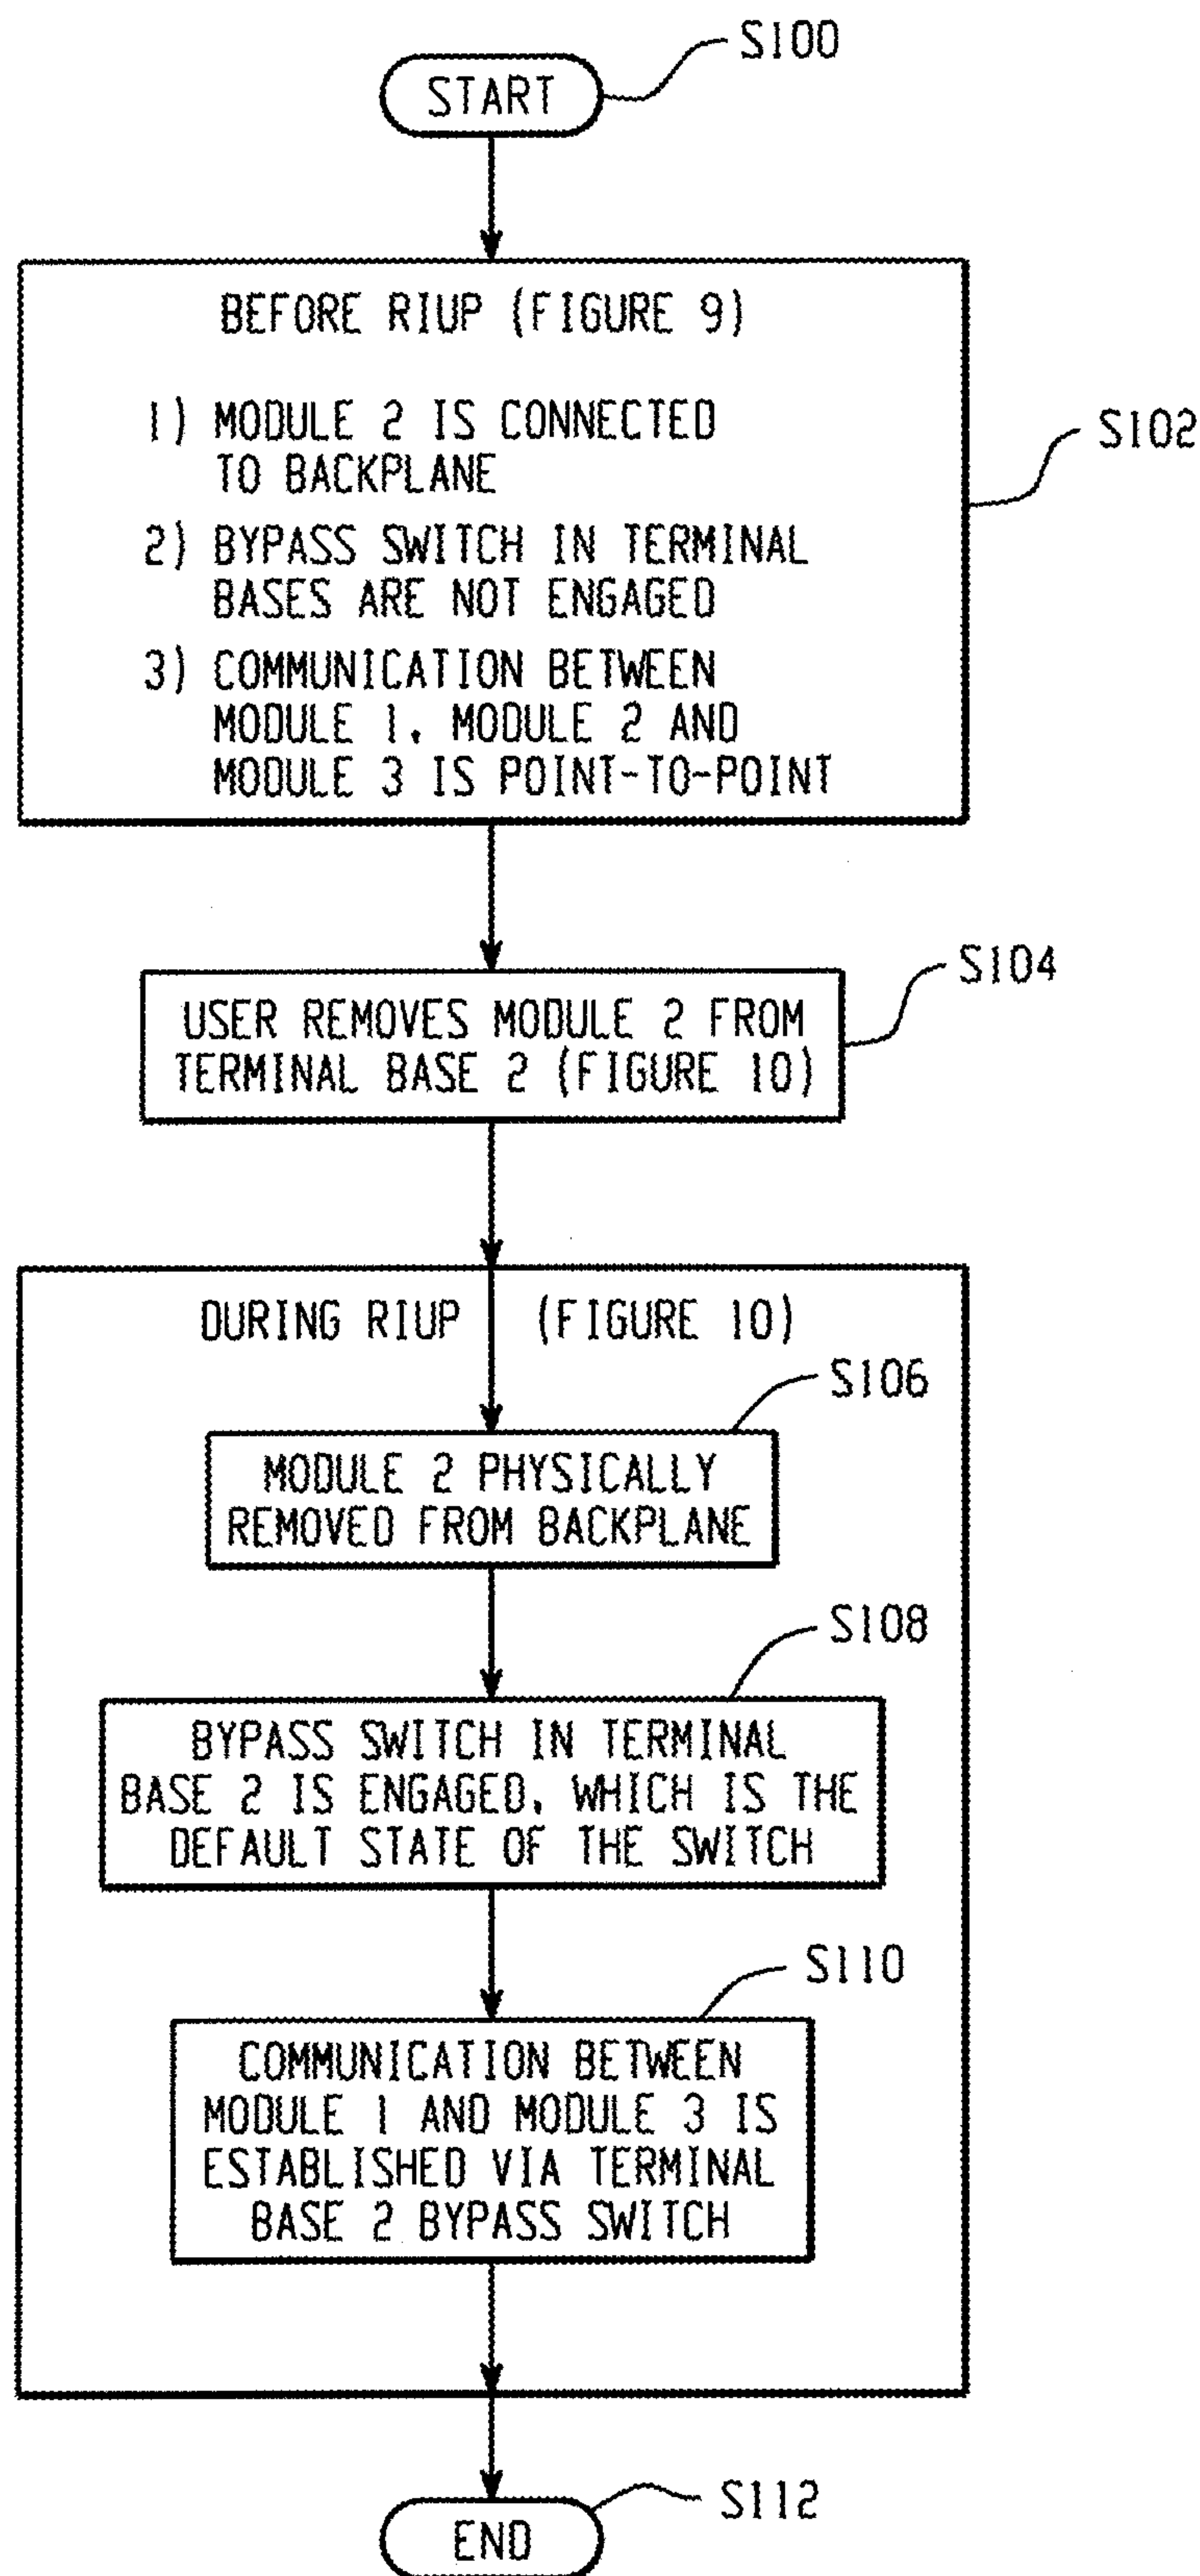 S100
START
BEFORE RIUP (FIGURE 9)
1) MODULE 2 IS CONNECTED
TO BACKPLANE
2) BYPASS SWITCH IN TERMINAL
BASES ARE NOT ENGAGED
3) COMMUNICATION BETWEEN
MODULE 1, MODULE 2 AND
MODULE 3 IS POINT-TO-POINT
S102
S104
USER REMOVES MODULE 2 FROM
TERMINAL BASE 2 (FIGURE 10)
DURING RIUP (FIGURE 10)
S106
MODULE 2 PHYSICALLY
REMOVED FROM BACKPLANE
S108
BYPASS SWITCH IN TERMINAL
BASE 2 IS ENGAGED, WHICH IS THE
DEFAULT STATE OF THE SWITCH
S110
COMMUNICATION BETWEEN
MODULE 1 AND MODULE 3 IS
ESTABLISHED VIA TERMINAL
BASE 2 BYPASS SWITCH
S112
END